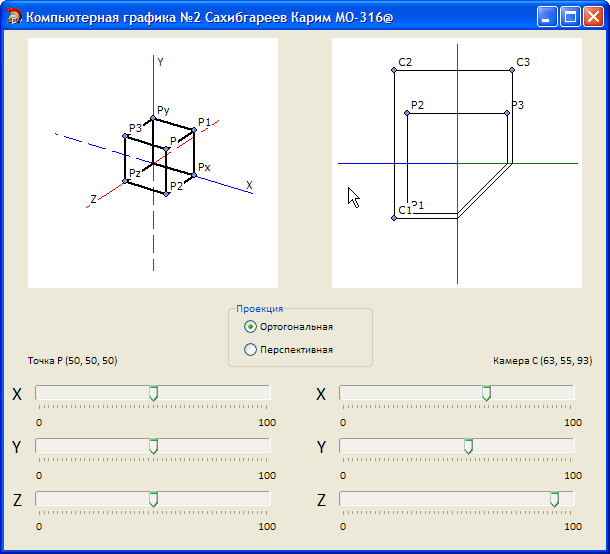 Компьютерная графика №2 Сахибгареев Карим МО-316@
Y
Py
P3
P1
P
Pz
Px
P2
Z
X
C2
C3
P2
P3
P1
C1
Проекция
Ортогональная
Перспективная
Точка P (50, 50, 50)
Камера C (63, 55, 93)
X
0
100
X
0
100
Y
0
100
Y
0
100
Z
0
100
Z
0
100